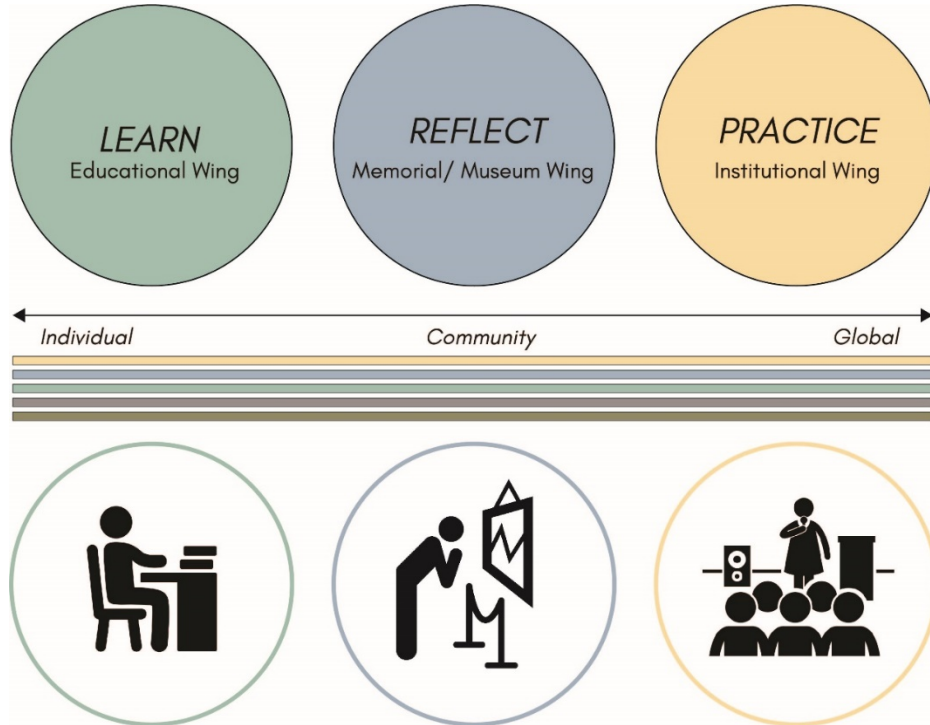 LEARN
Educational Wing
REFLECT
Memorial/ Museum Wing
PRACTICE
Institutional Wing
Individual
Community
Global